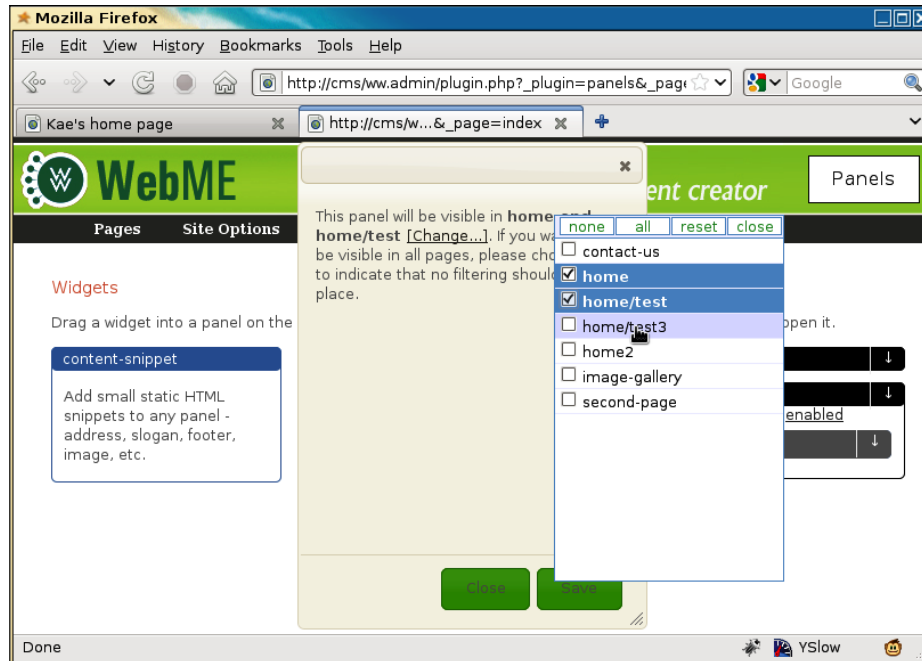 Mozilla Firefox
File Edit View History Bookmarks Tools Help
http://cms/ww.admin/plugin.php?_plugin=panels&_page
Google
Kae's home page
http://cms/w...&_page=index
W WebME
ent creator
Panels
Pages Site Options
This panel will be visible in home and
home/test [Change...]. If you wa
be visible in all pages, please cho
to indicate that no filtering should
place.
none all reset close
contact-us
home
home/test
home/test3
home2
image-gallery
second-page
Widgets
Drag a widget into a panel on the
open it.
content-snippet
Add small static HTML
snippets to any panel -
address, slogan, footer,
image, etc.
enabled
Close Save
Done
YSlow